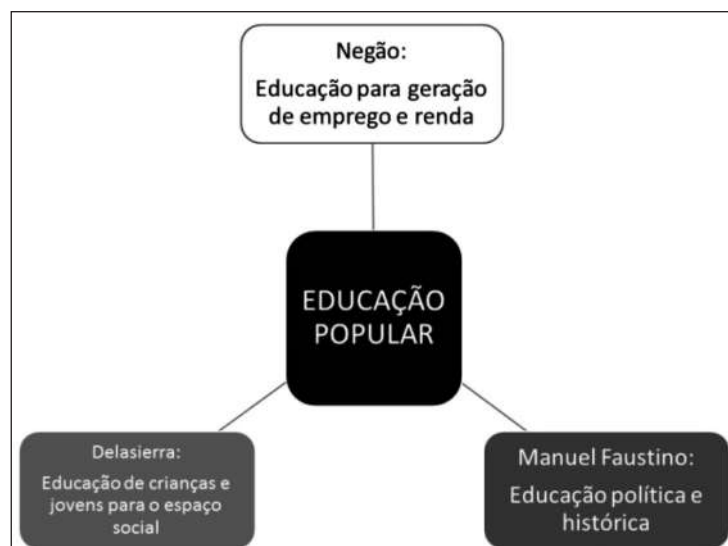 Negão:
Educação para geração
de emprego e renda
EDUCAÇÃO
POPULAR
Delasierra:
Educação de crianças e
jovens para o espaço
social
Manuel Faustino:
Educação política e
histórica